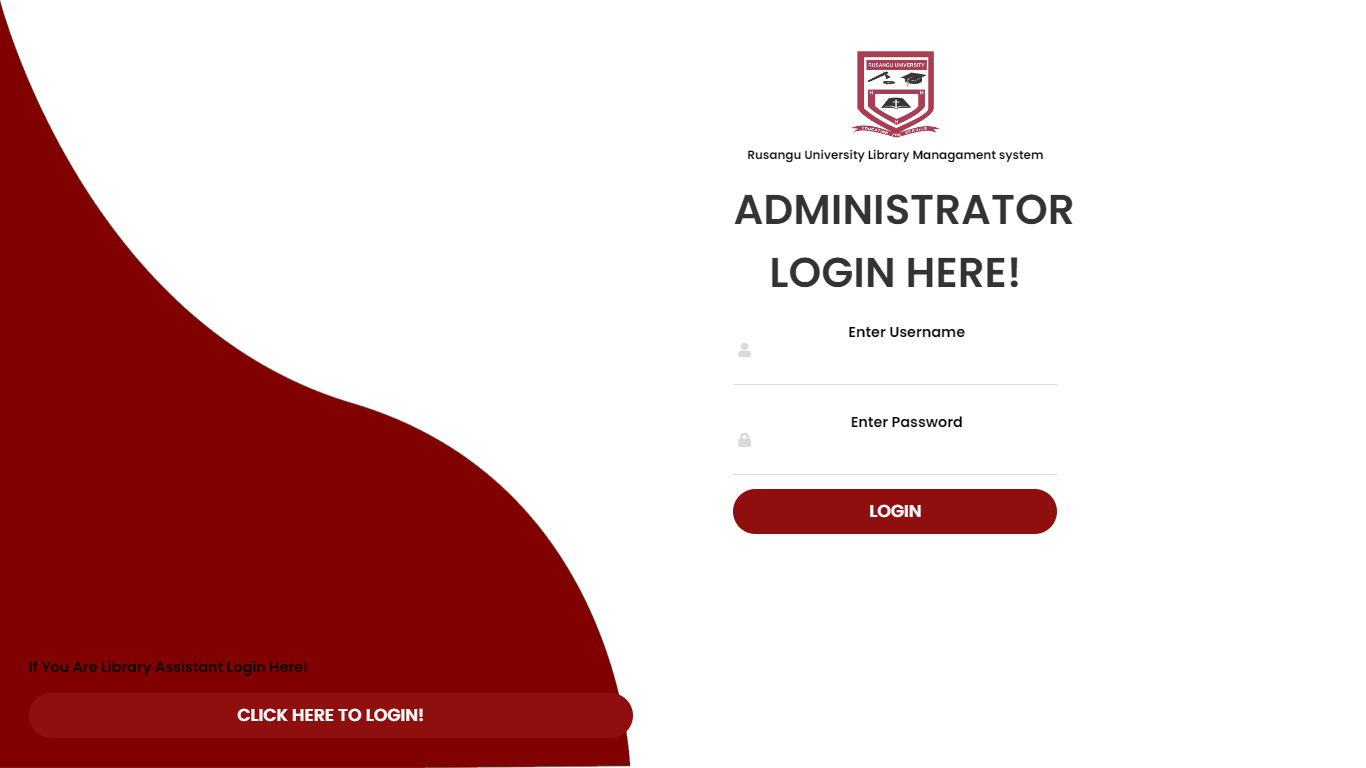 RUSANGU UNIVERSITY
H H
H
Rusangu University Library Managament system
ADMINISTRATOR
LOGIN HERE!
Enter Username
Enter Password
LOGIN
If You Are Library Assistant Login Here!
CLICK HERE TO LOGIN!